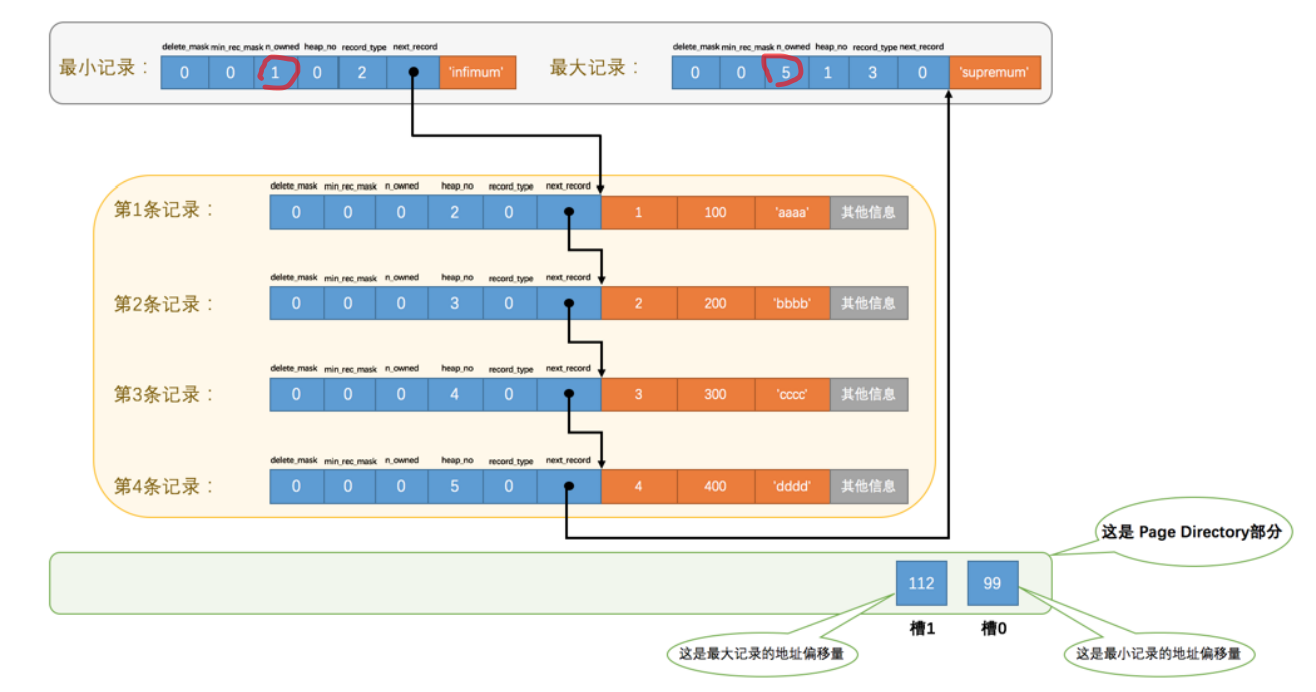 delete_mask min_rec_mask n_owned heap_no record_type next_record
最小记录： 0 0 1 0 2 'infimum'
delete_mask min_rec_mask n_owned heap_no record_type next_record
最大记录： 0 0 5 1 3 0 'supremum'
delete_mask min_rec_mask n_owned heap_no record_type next_record
第1条记录： 0 0 0 2 0 1 100 'aaaa' 其他信息
delete_mask min_rec_mask n_owned heap_no record_type next_record
第2条记录： 0 0 0 3 0 2 200 'bbbb' 其他信息
delete_mask min_rec_mask n_owned heap_no record_type next_record
第3条记录： 0 0 0 4 0 3 300 'cccc' 其他信息
delete_mask min_rec_mask n_owned heap_no record_type next_record
第4条记录： 0 0 0 5 0 4 400 'dddd' 其他信息
这是 Page Directory部分
112 99
槽1 槽0
这是最大记录的地址偏移量
这是最小记录的地址偏移量